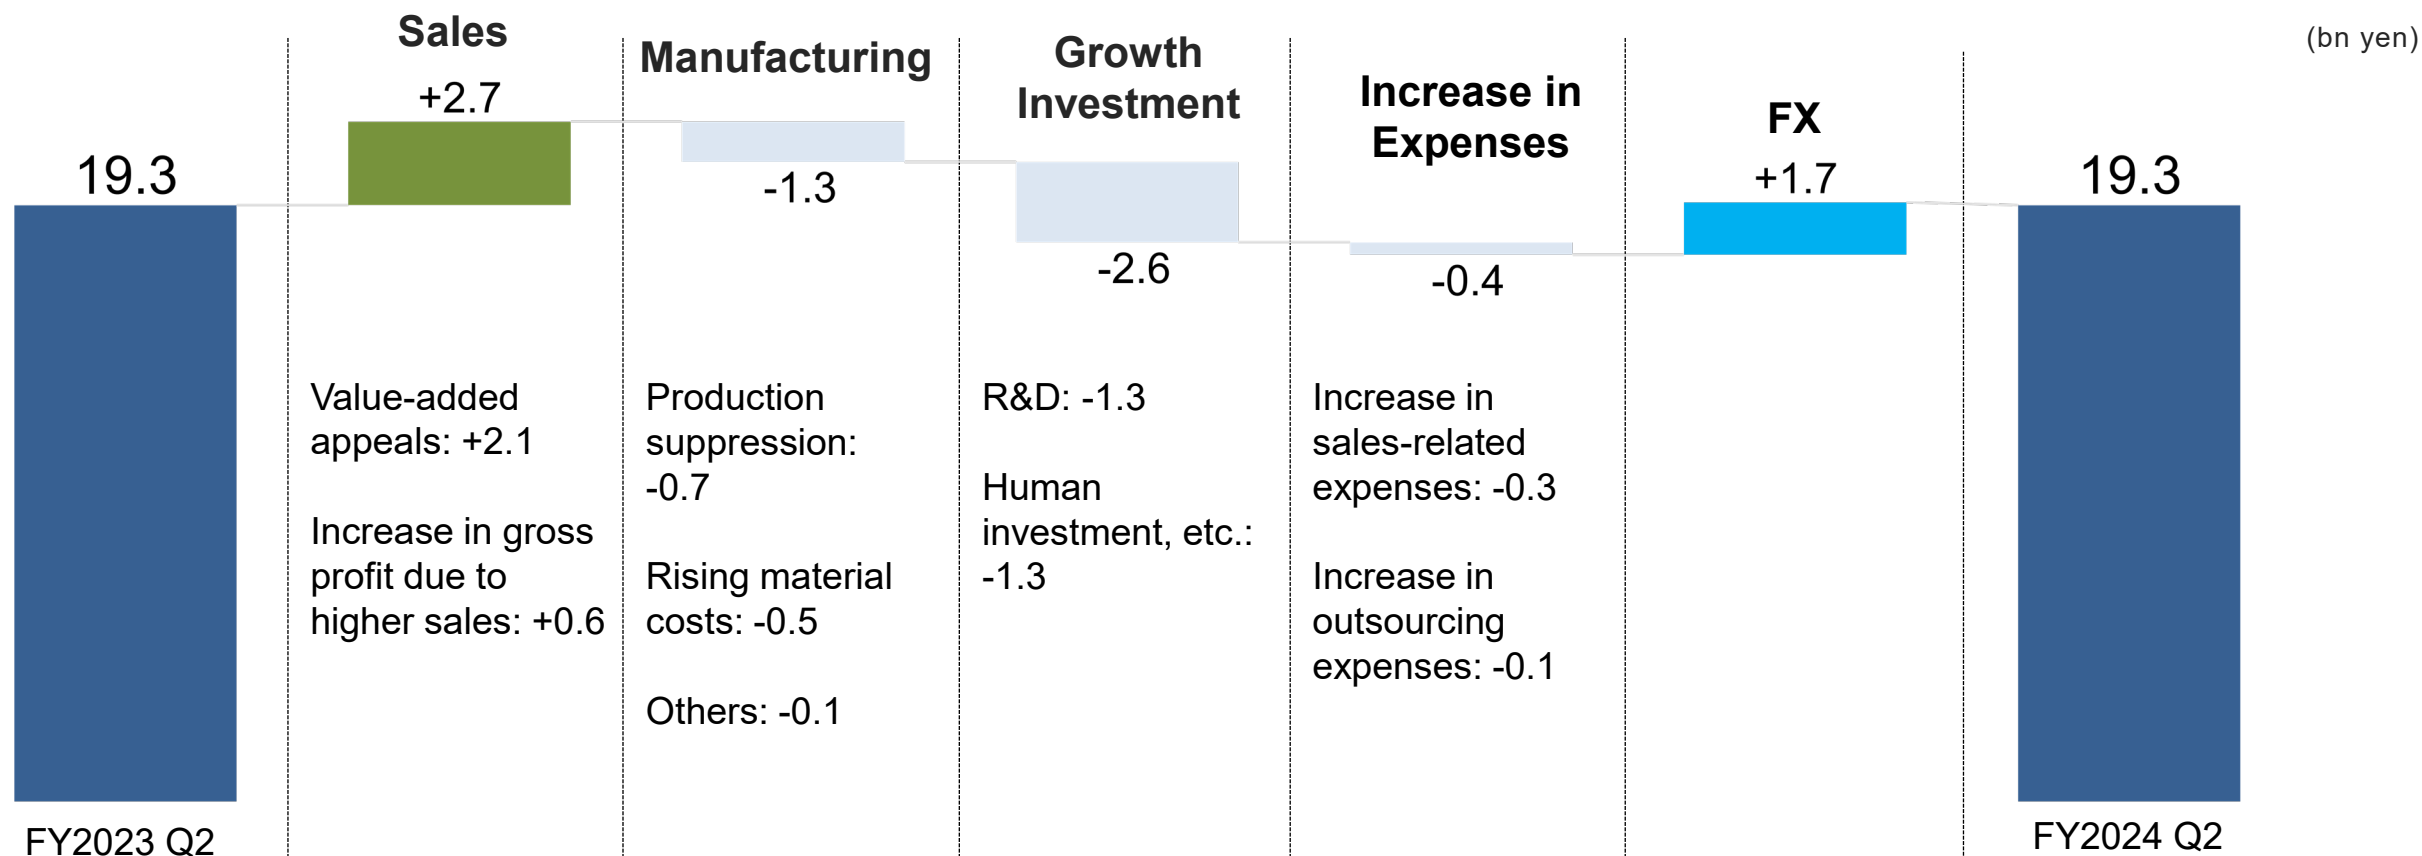 (bn yen)
19.3
FY2023 Q2
Sales
+2.7
Value-added
appeals: +2.1
Increase in gross
profit due to
higher sales: +0.6
Manufacturing
-1.3
Production
suppression:
-0.7
Rising material
costs: -0.5
Others: -0.1
Growth
Investment
-2.6
R&D: -1.3
Human
investment, etc.:
-1.3
Increase in
Expenses
-0.4
Increase in
sales-related
expenses: -0.3
Increase in
outsourcing
expenses: -0.1
FX
+1.7
19.3
FY2024 Q2